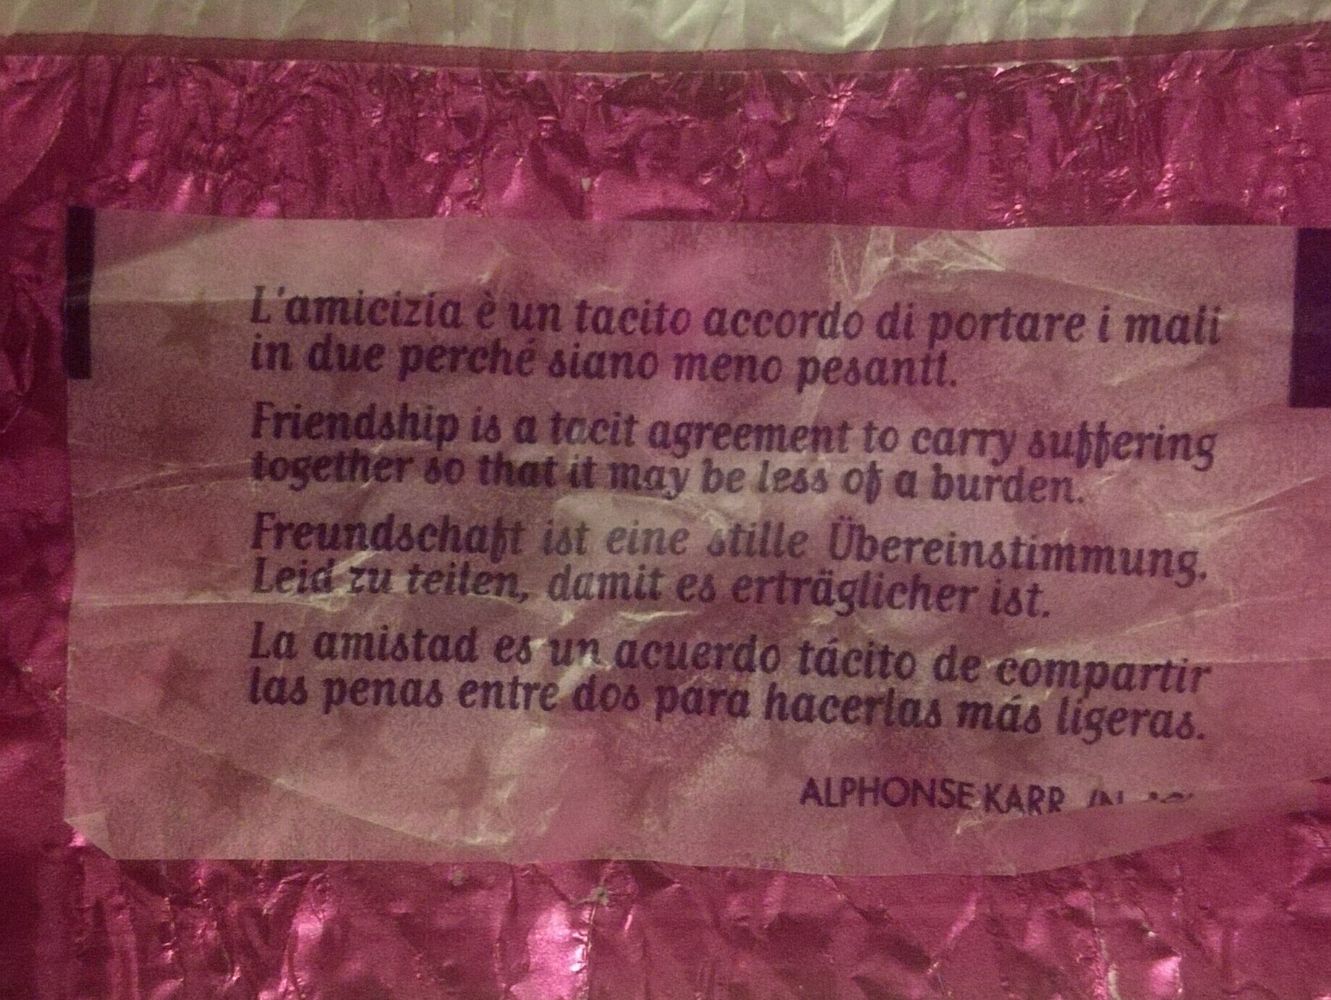 L'amicizia è un tacito accordo di portare i mali
in due perché siano meno pesanti.
Friendship is a tacit agreement to carry suffering
together so that it may be less of a burden.
Freundschaft ist eine stille Übereinstimmung,
Leid zu teilen, damit es erträglicher ist.
La amistad es un acuerdo tácito de compartir
las penas entre dos para hacerlas más ligeras.
ALPHONSE KARR